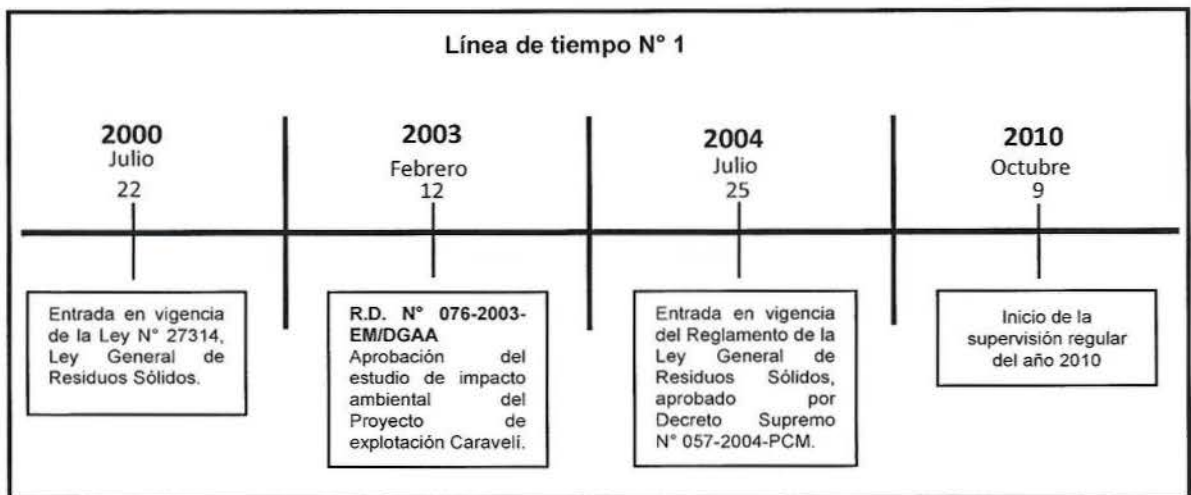 Línea de tiempo N° 1
2000
Julio
22
2003
Febrero
12
2004
Julio
25
2010
Octubre
9
Entrada en vigencia
de la Ley N° 27314,
Ley General de
Residuos Sólidos.
R.D. N° 076-2003-
EM/DGAA
Aprobación del
estudio de impacto
ambiental del
Proyecto de
explotación Caravelí.
Entrada en vigencia
del Reglamento de la
Ley General de
Residuos Sólidos,
aprobado por
Decreto Supremo
N° 057-2004-PCM.
Inicio de la
supervisión regular
del año 2010